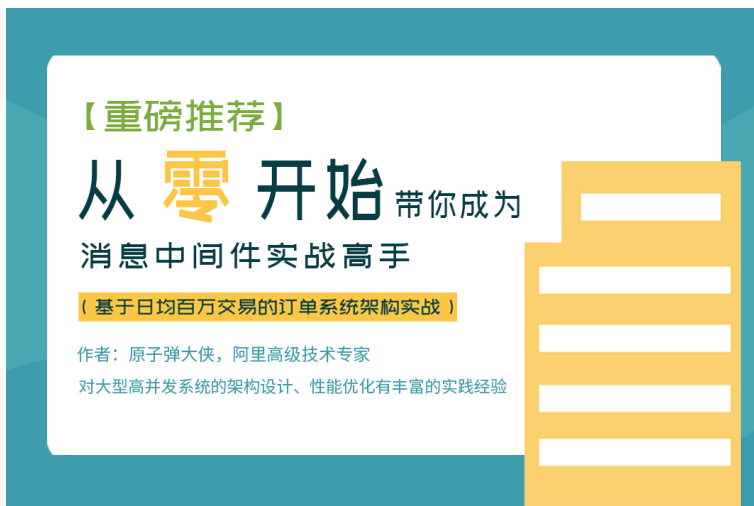 【重磅推荐】
从零开始带你成为
消息中间件实战高手
(基于日均百万交易的订单系统架构实战)
作者：原子弹大侠，阿里高级技术专家
对大型高并发系统的架构设计、性能优化有丰富的实践经验